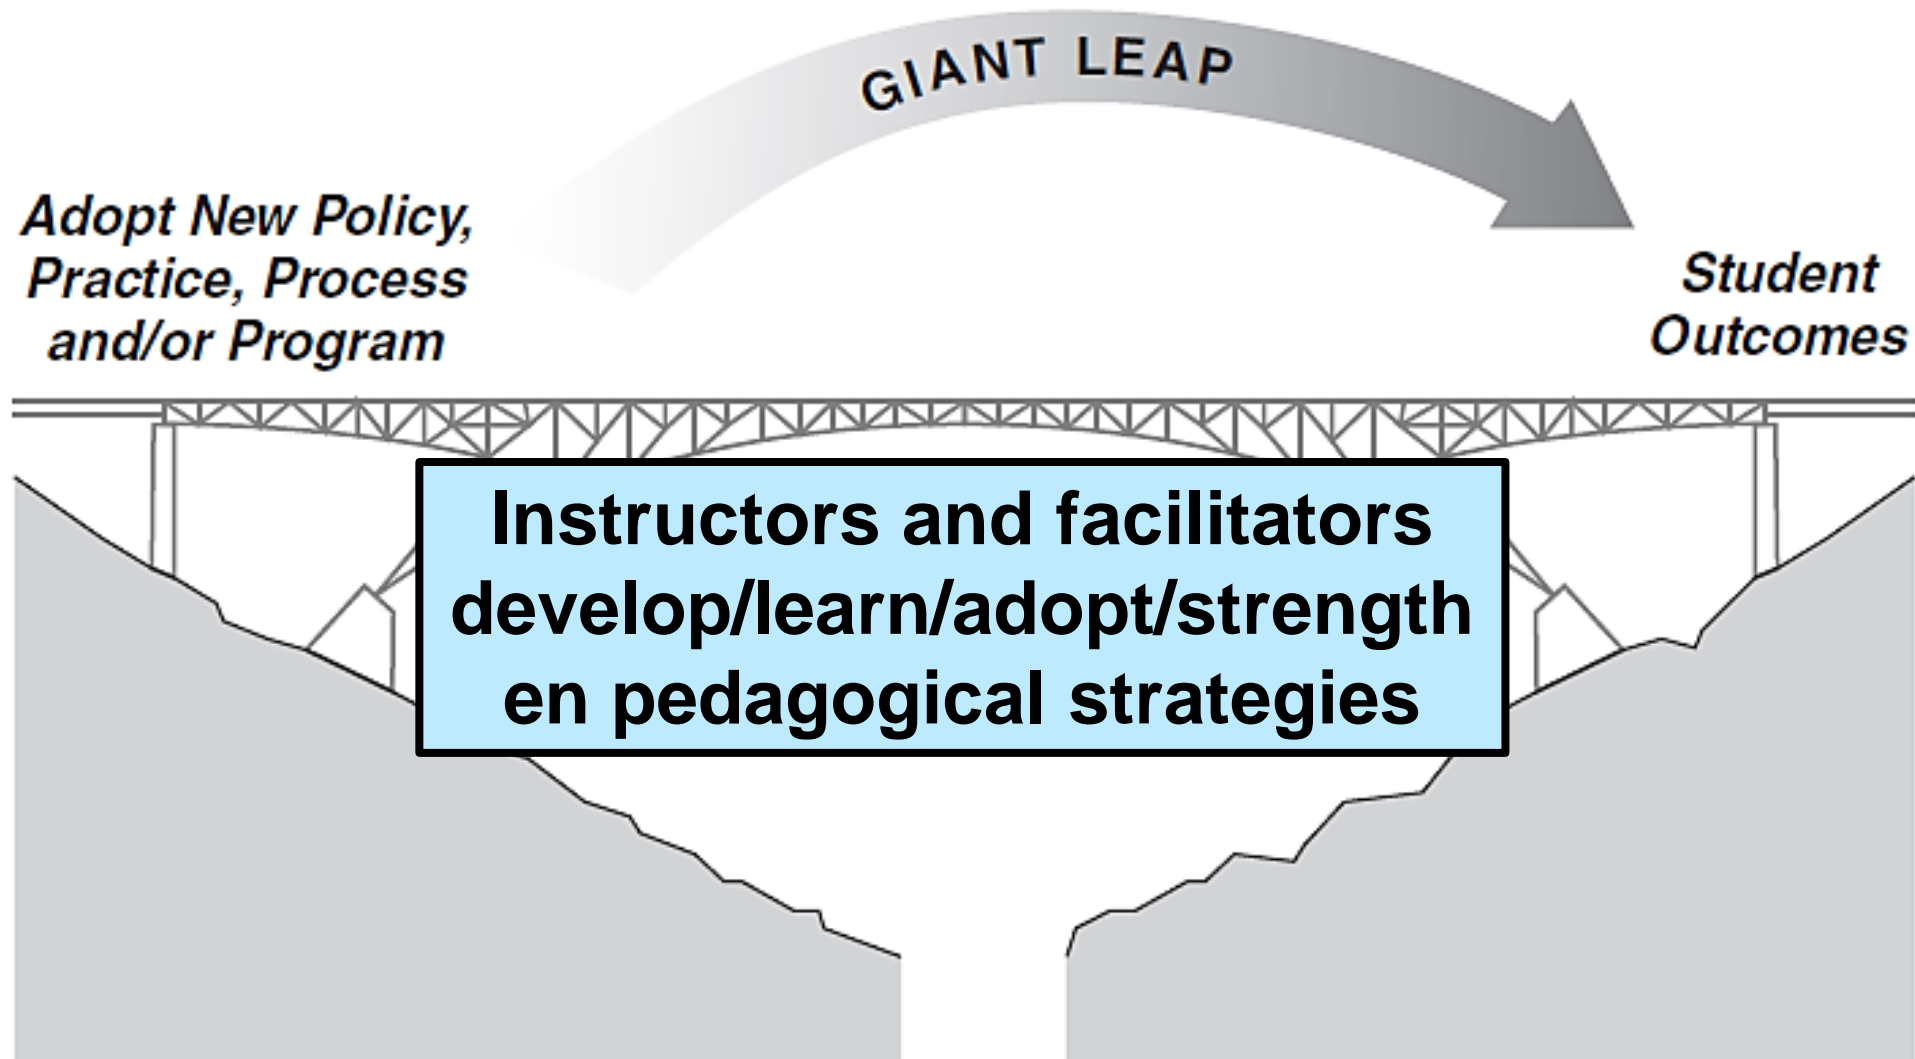 GIANT LEAP
Adopt New Policy,
Practice, Process
and/or Program
Student
Outcomes
Instructors and facilitators
develop/learn/adopt/strength
en pedagogical strategies